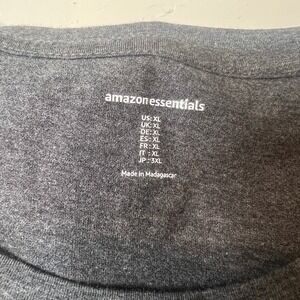 amazonessentials
US: XL
UK: XL
DE: XL
ES: XL
FR: XL
IT : XL
JP : 3XL
Made in Madagascar